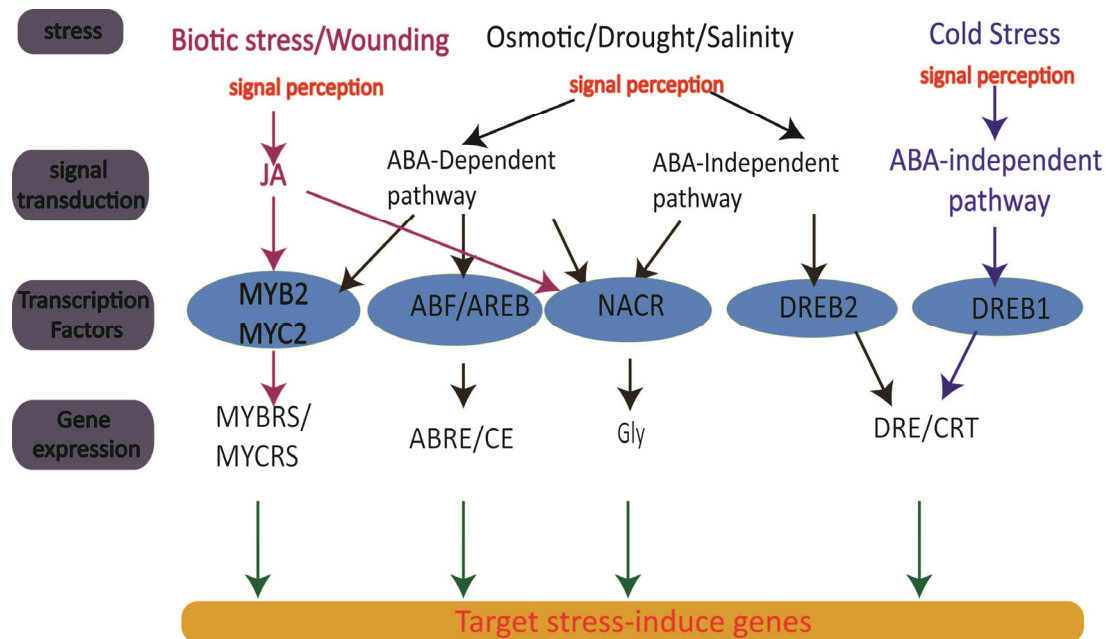 stress
Biotic stress/Wounding
Osmotic/Drought/Salinity
Cold Stress
signal perception
signal perception
signal perception
signal
transduction
JA
ABA-Dependent
pathway
ABA-Independent
pathway
ABA-independent
pathway
Transcription
Factors
MYB2
MYC2
ABF/AREB
NACR
DREB2
DREB1
Gene
expression
MYBRS/
MYCRS
ABRE/CE
Gly
DRE/CRT
Target stress-induce genes